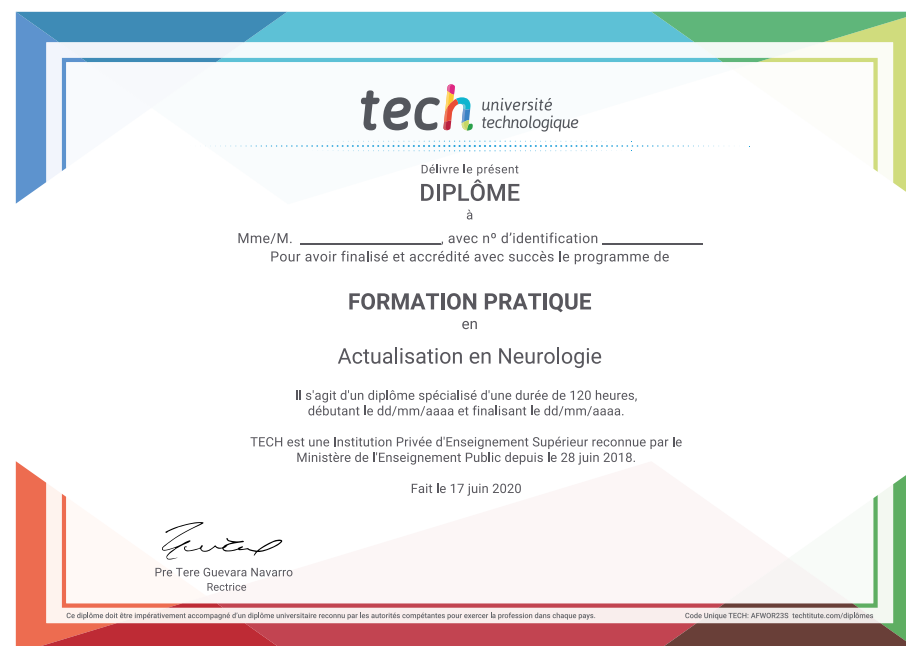 tech université
technologique
Délivre le présent
DIPLÔME
à
Mme/M. ____________________, avec nº d'identification ______________
Pour avoir finalisé et accrédité avec succès le programme de
FORMATION PRATIQUE
en
Actualisation en Neurologie
Il s'agit d'un diplôme spécialisé d'une durée de 120 heures,
débutant le dd/mm/aaaa et finalisant le dd/mm/aaaa.
TECH est une Institution Privée d'Enseignement Supérieur reconnue par le
Ministère de l'Enseignement Public depuis le 28 juin 2018.
Fait le 17 juin 2020
Pre Tere Guevara Navarro
Rectrice
Ce diplôme doit être impérativement accompagné d'un diplôme universitaire reconnu par les autorités compétantes pour exercer la profession dans chaque pays.
Code Unique TECH: AFWOR23S techtitute.com/diplômes